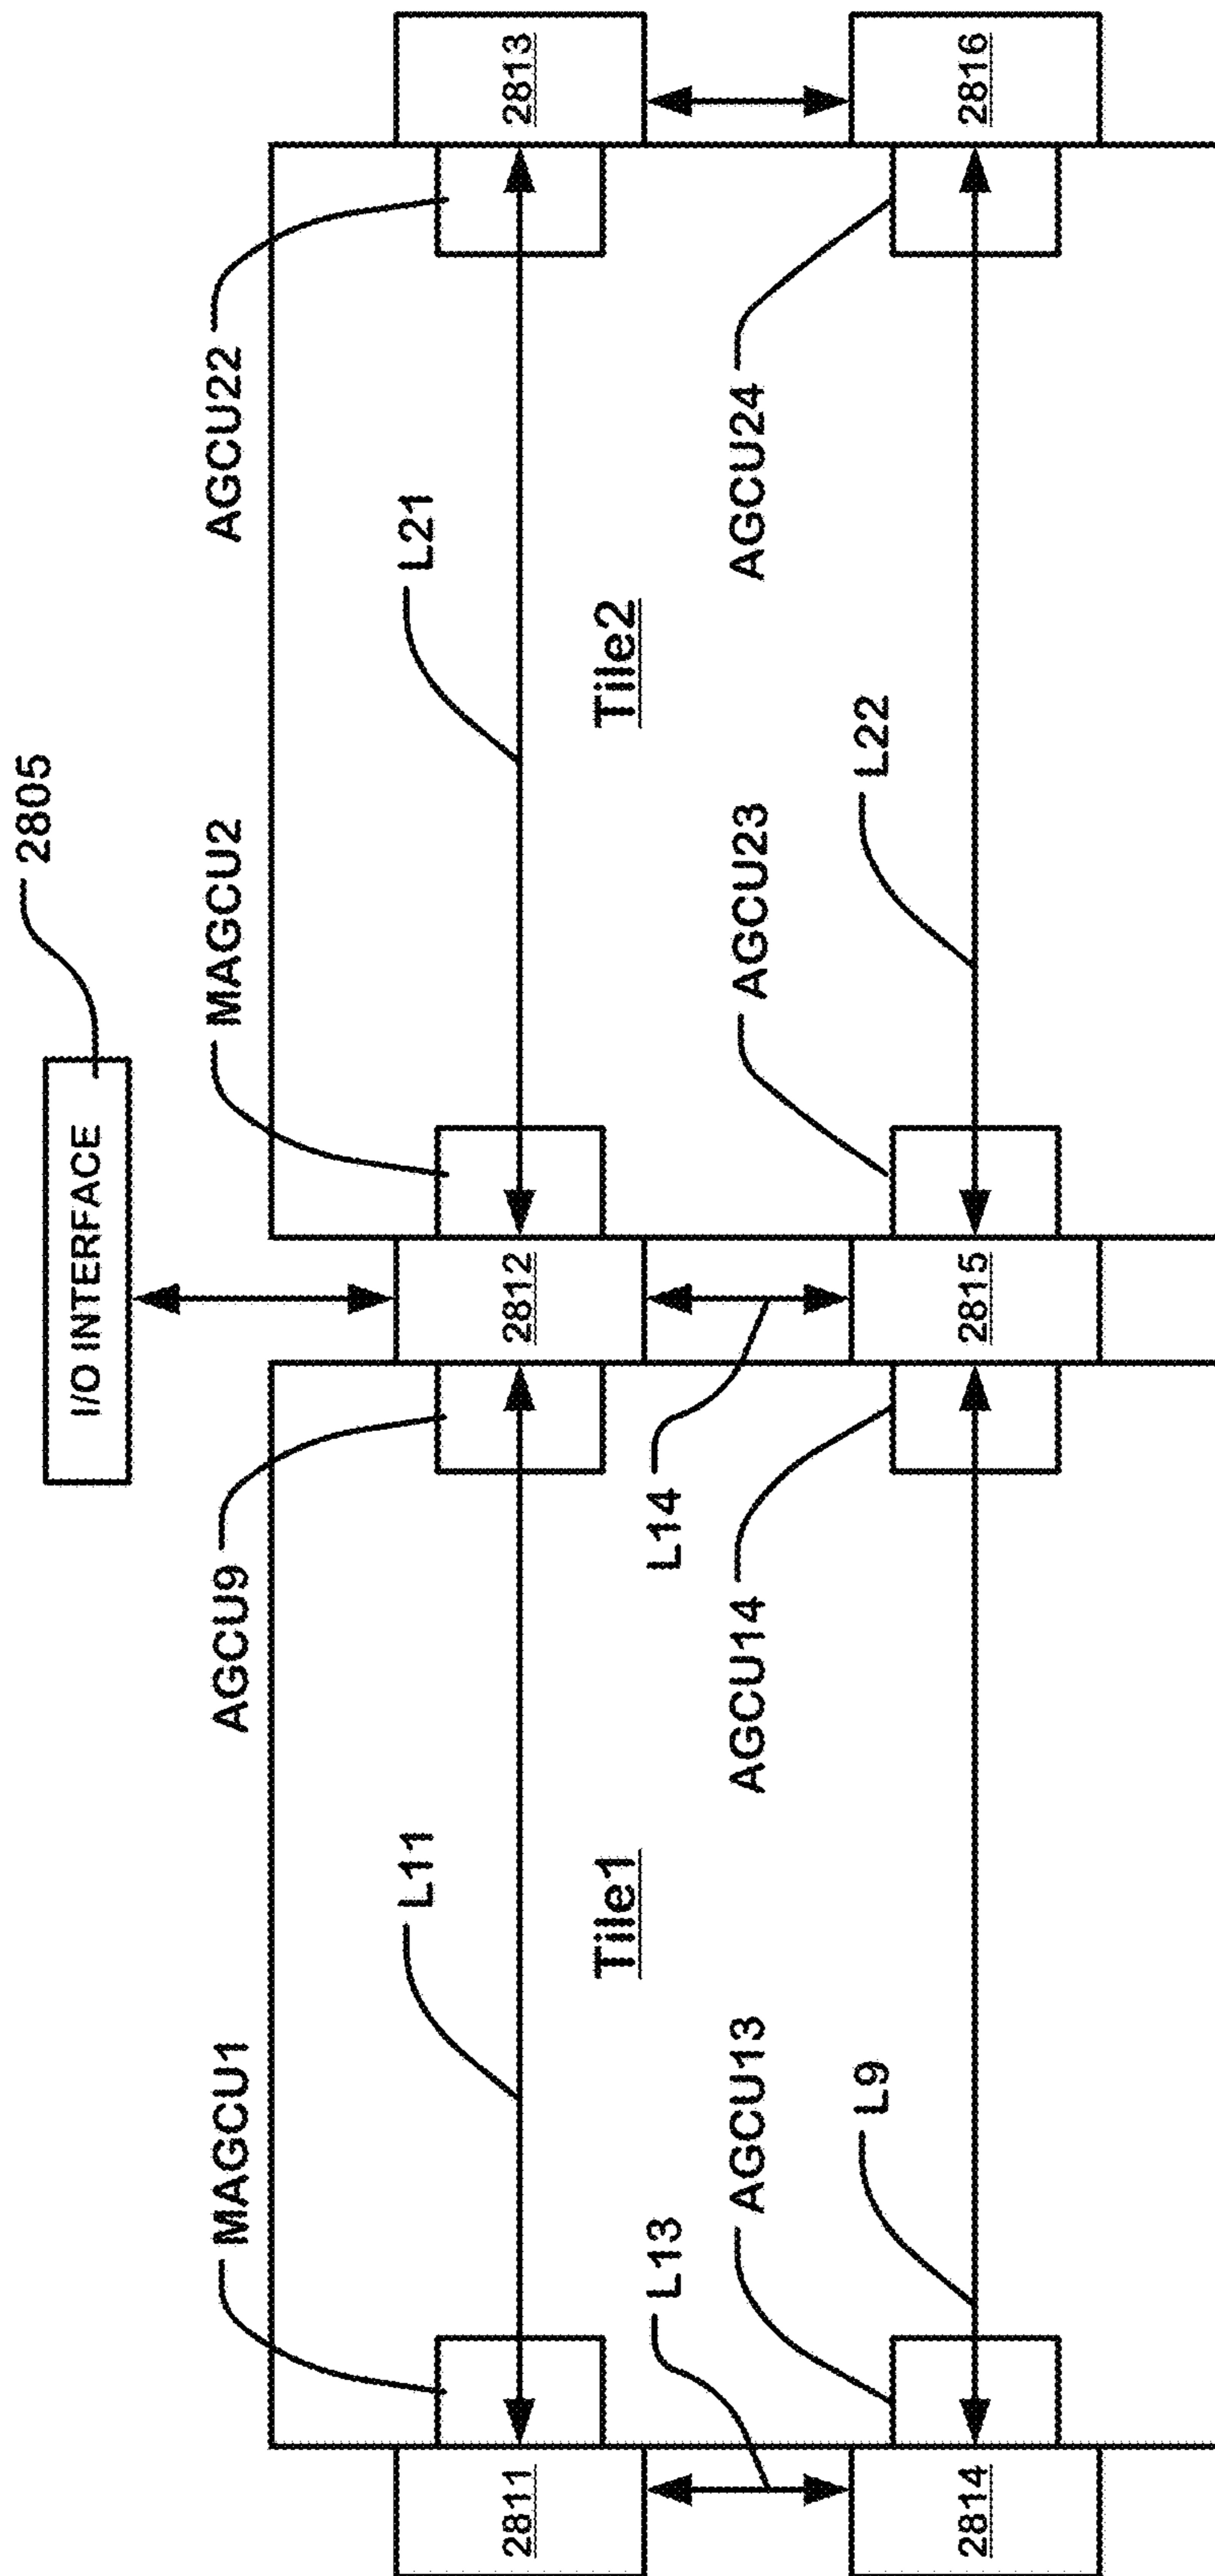 2805
I/O INTERFACE
MAGCU1
AGCU9
MAGCU2
AGCU22
L11
L21
2811
2812
2813
Tile1
Tile2
L13
L14
AGCU13
AGCU14
AGCU23
AGCU24
L9
L22
2814
2815
2816